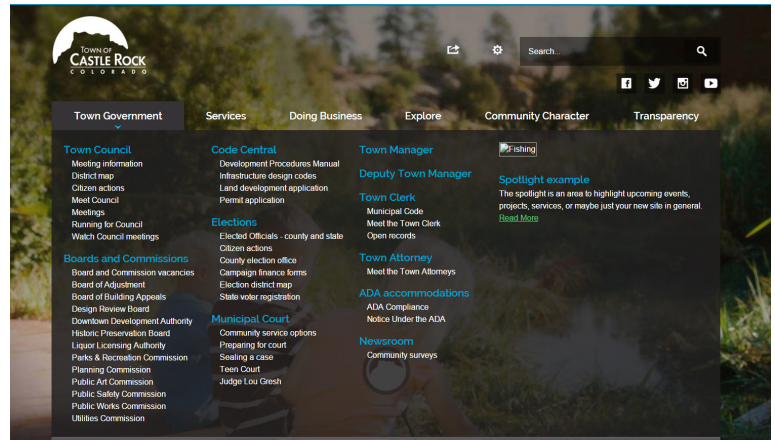 TOWN OF
CASTLE ROCK
COLORADO
Search...
Town Government
Services
Doing Business
Explore
Community Character
Transparency
Town Council
Meeting information
District map
Citizen actions
Meet Council
Meetings
Running for Council
Watch Council meetings
Boards and Commissions
Board and Commission vacancies
Board of Adjustment
Board of Building Appeals
Design Review Board
Downtown Development Authority
Historic Preservation Board
Liquor Licensing Authority
Parks & Recreation Commission
Planning Commission
Public Art Commission
Public Safety Commission
Public Works Commission
Utilities Commission
Code Central
Development Procedures Manual
Infrastructure design codes
Land development application
Permit application
Elections
Elected Officials - county and state
Citizen actions
County election office
Campaign finance forms
Election district map
State voter registration
Municipal Court
Community service options
Preparing for court
Sealing a case
Teen Court
Judge Lou Gresh
Town Manager
Deputy Town Manager
Town Clerk
Municipal Code
Meet the Town Clerk
Open records
Town Attorney
Meet the Town Attorneys
ADA accommodations
ADA Compliance
Notice Under the ADA
Newsroom
Community surveys
Fishing
Spotlight example
The spotlight is an area to highlight upcoming events,
projects, services, or maybe just your new site in general.
Read More